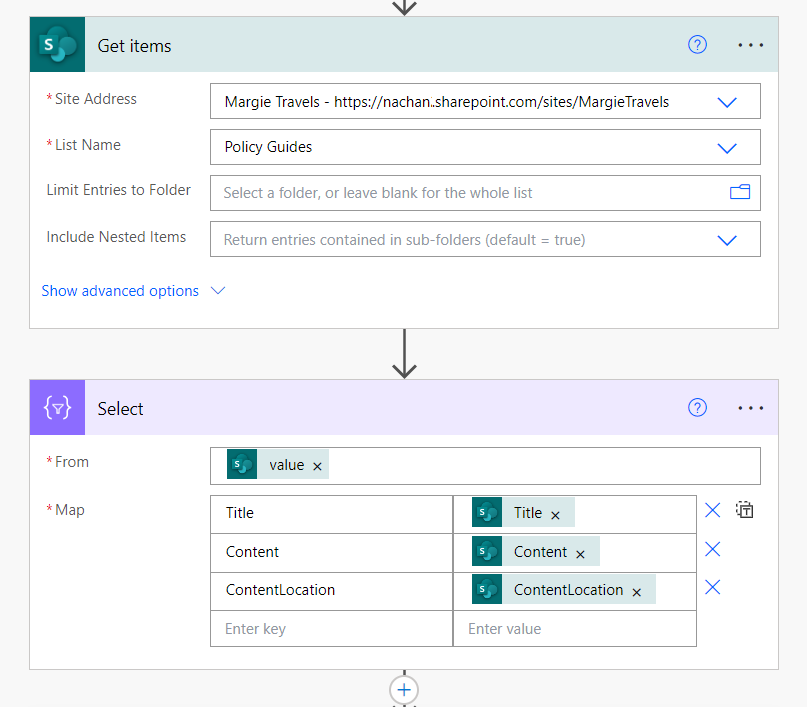 Get items
* Site Address
Margie Travels - https://nachan.sharepoint.com/sites/MargieTravels
* List Name
Policy Guides
Limit Entries to Folder
Select a folder, or leave blank for the whole list
Include Nested Items
Return entries contained in sub-folders (default = true)
Show advanced options
Select
* From
value
* Map
Title Title
Content Content
ContentLocation ContentLocation
Enter key Enter value